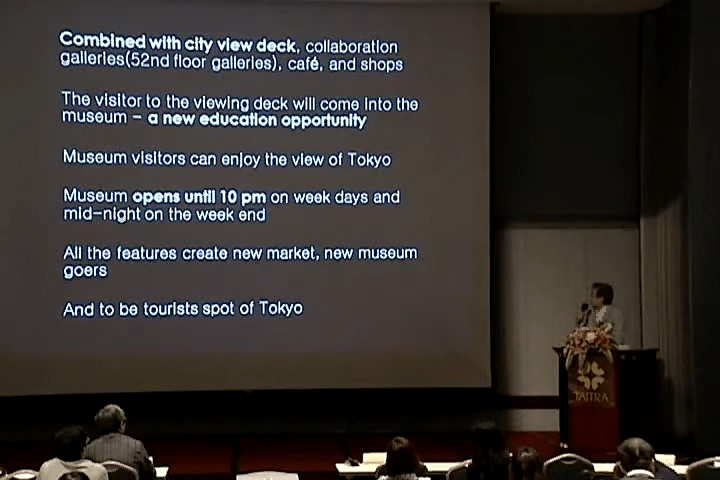 Combined with city view deck, collaboration
galleries(52nd floor galleries), café, and shops
The visitor to the viewing deck will come into the
museum – a new education opportunity
Museum visitors can enjoy the view of Tokyo
Museum opens until 10 pm on week days and
mid-night on the week end
All the features create new market, new museum
goers
And to be tourists spot of Tokyo
TAITRA